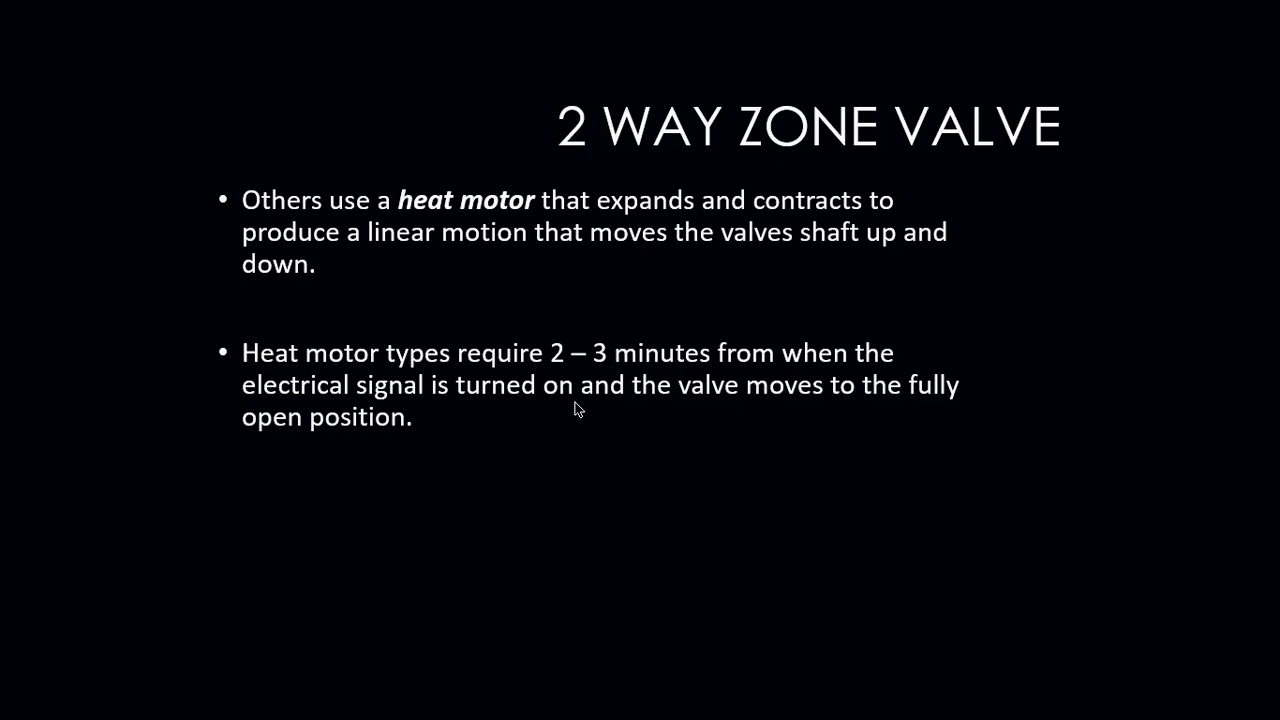 2 WAY ZONE VALVE
• Others use a heat motor that expands and contracts to
produce a linear motion that moves the valves shaft up and
down.
• Heat motor types require 2 – 3 minutes from when the
electrical signal is turned on and the valve moves to the fully
open position.